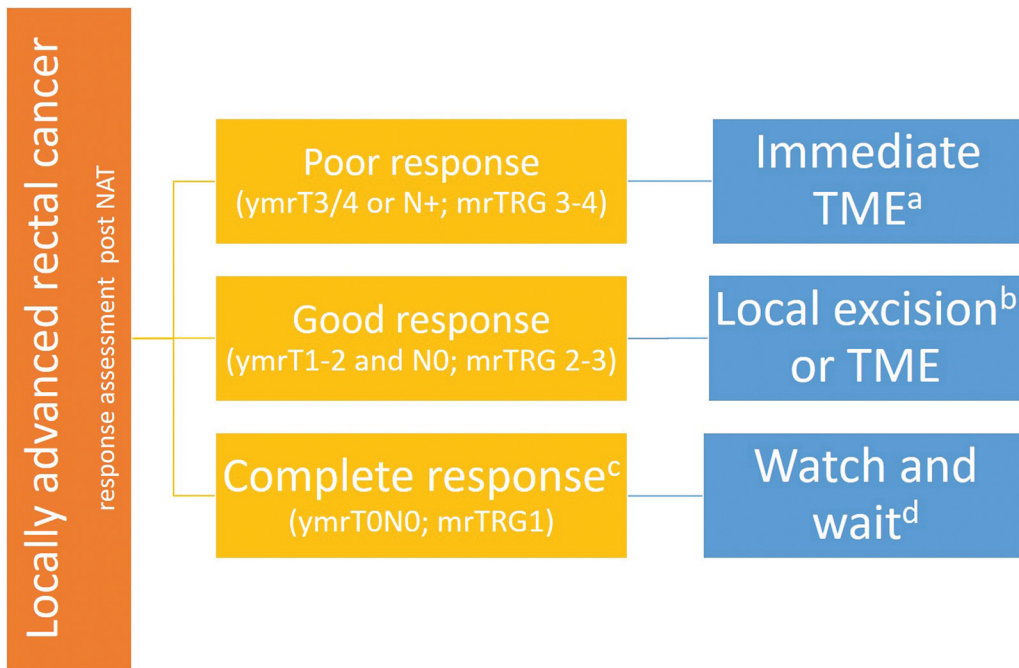 Locally advanced rectal cancer
response assessment post NAT
Poor response
(ymrT3/4 or N+; mrTRG 3-4)
Immediate
TMEᵃ
Good response
(ymrT1-2 and N0; mrTRG 2-3)
Local excisionᵇ
or TME
Complete responseᶜ
(ymrT0N0; mrTRG1)
Watch and
waitᵈ